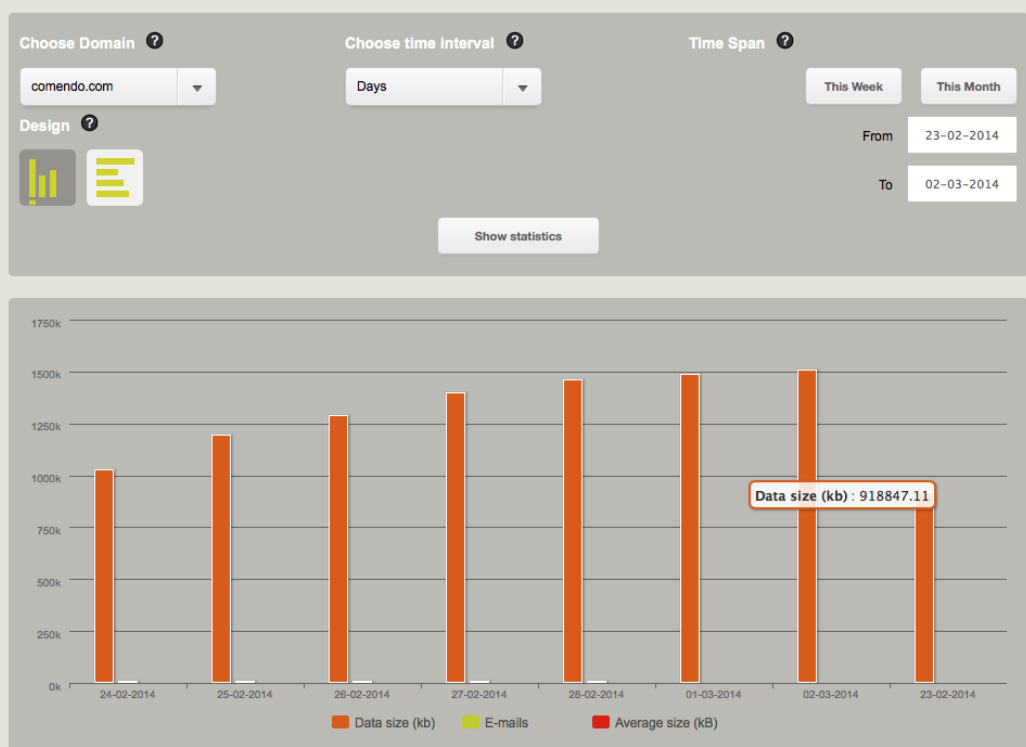 Choose Domain ?
Choose time interval ?
Time Span ?
comendo.com
Days
This Week
This Month
Design ?
From
23-02-2014
To
02-03-2014
Show statistics
1750k
1500k
1250k
1000k
750k
500k
250k
0k
Data size (kb) : 918847.11
24-02-2014
25-02-2014
26-02-2014
27-02-2014
28-02-2014
01-03-2014
02-03-2014
23-02-2014
Data size (kb)
E-mails
Average size (kB)